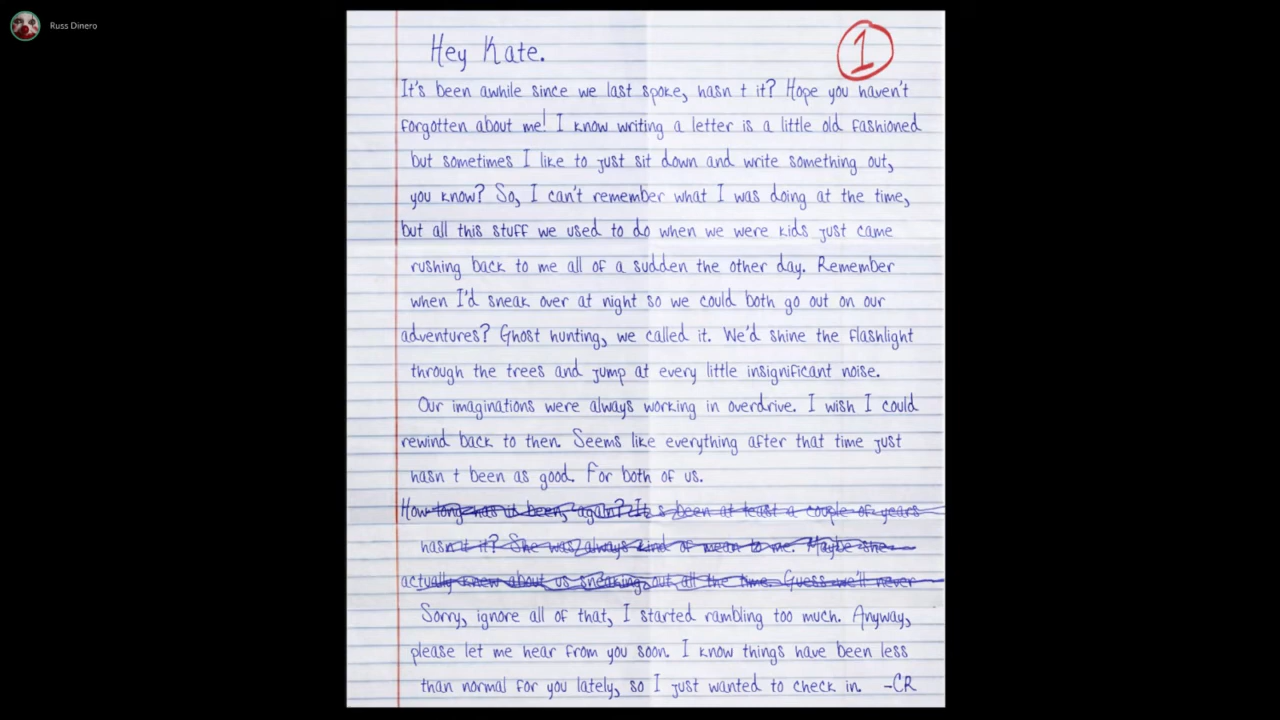 Russ Dinero
1
Hey Kate.
It's been awhile since we last spoke, hasn t it? Hope you haven't
forgotten about me! I know writing a letter is a little old fashioned
but sometimes I like to just sit down and write something out,
you know? So, I can't remember what I was doing at the time,
but all this stuff we used to do when we were kids just came
rushing back to me all of a sudden the other day. Remember
when I'd sneak over at night so we could both go out on our
adventures? Ghost hunting, we called it. We'd shine the flashlight
through the trees and jump at every little insignificant noise.
Our imaginations were always working in overdrive. I wish I could
rewind back to then. Seems like everything after that time just
hasn t been as good. For both of us.
How long has it been, again? It s been at least a couple of years
hasn t it? She was always kind of mean to me. Maybe she
actually knew about us sneaking out all the time. Guess we'll never
Sorry, ignore all of that, I started rambling too much. Anyway,
please let me hear from you soon. I know things have been less
than normal for you lately, so I just wanted to check in. -CR